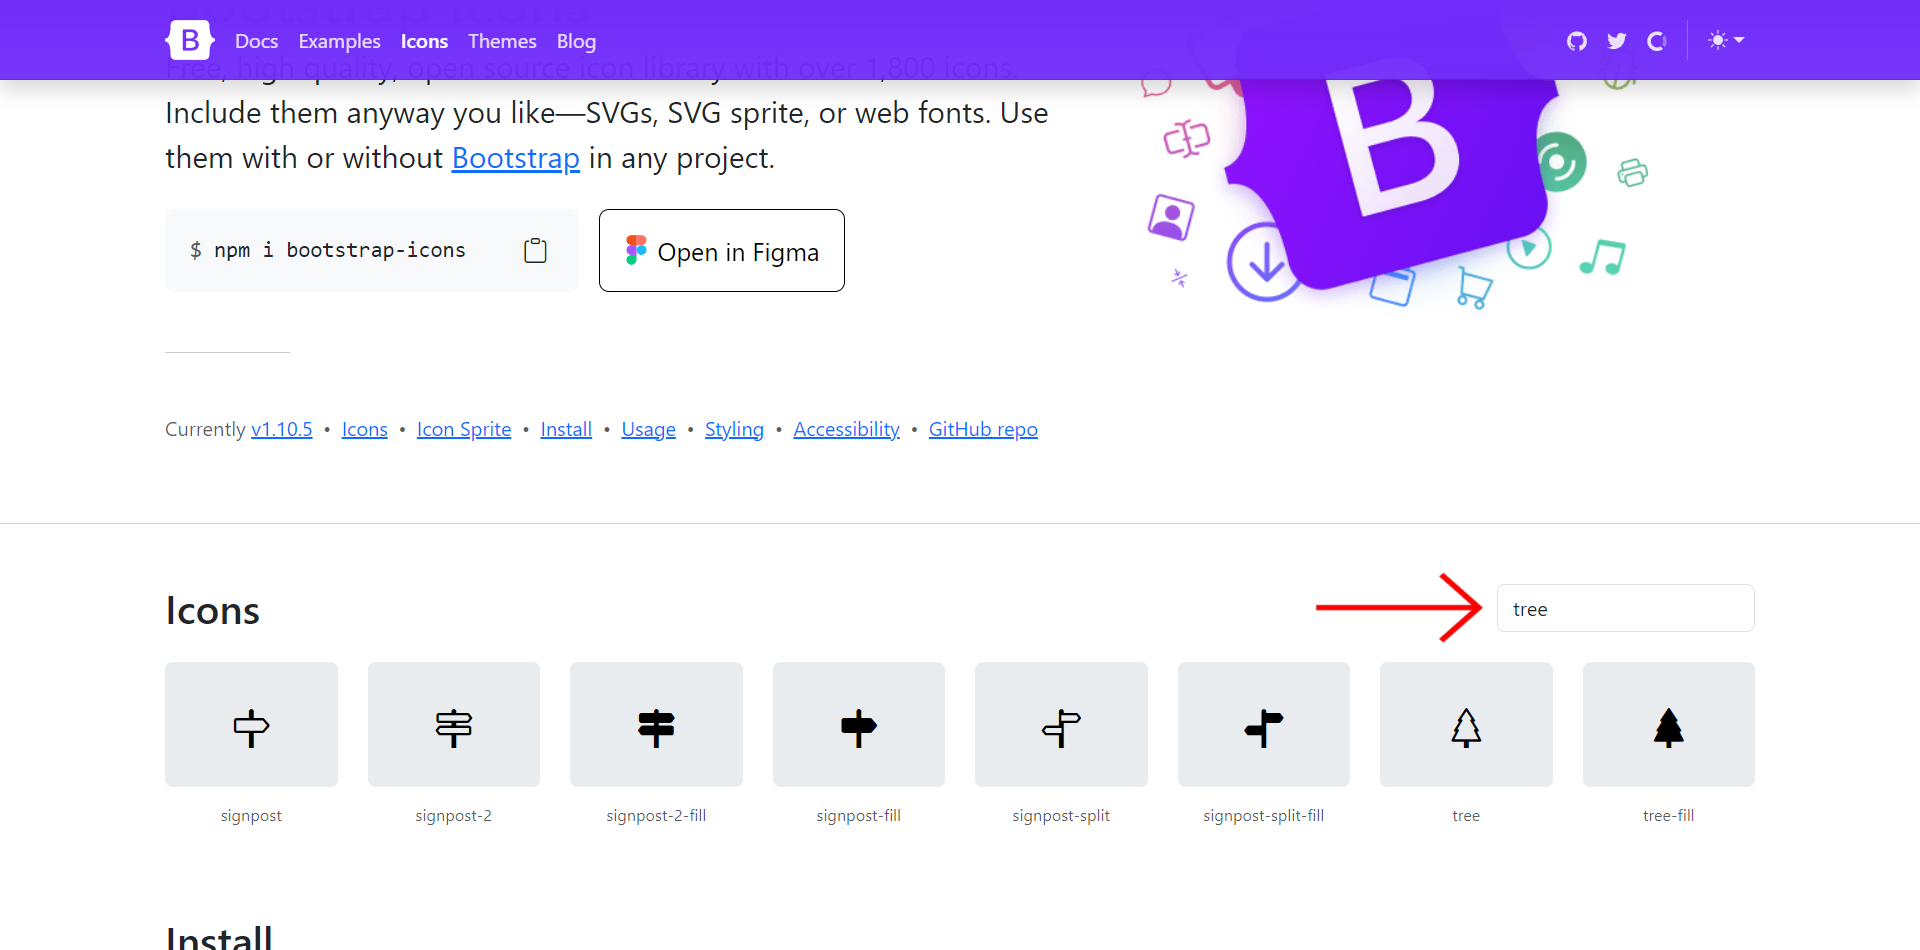 B Docs Examples Icons Themes Blog
Free, high quality, open source icon library with over 1,800 icons.
Include them anyway you like—SVGs, SVG sprite, or web fonts. Use
them with or without Bootstrap in any project.
B
$ npm i bootstrap-icons
Open in Figma
Currently v1.10.5 • Icons • Icon Sprite • Install • Usage • Styling • Accessibility • GitHub repo
Icons
tree
signpost signpost-2 signpost-2-fill signpost-fill signpost-split signpost-split-fill tree tree-fill
Install